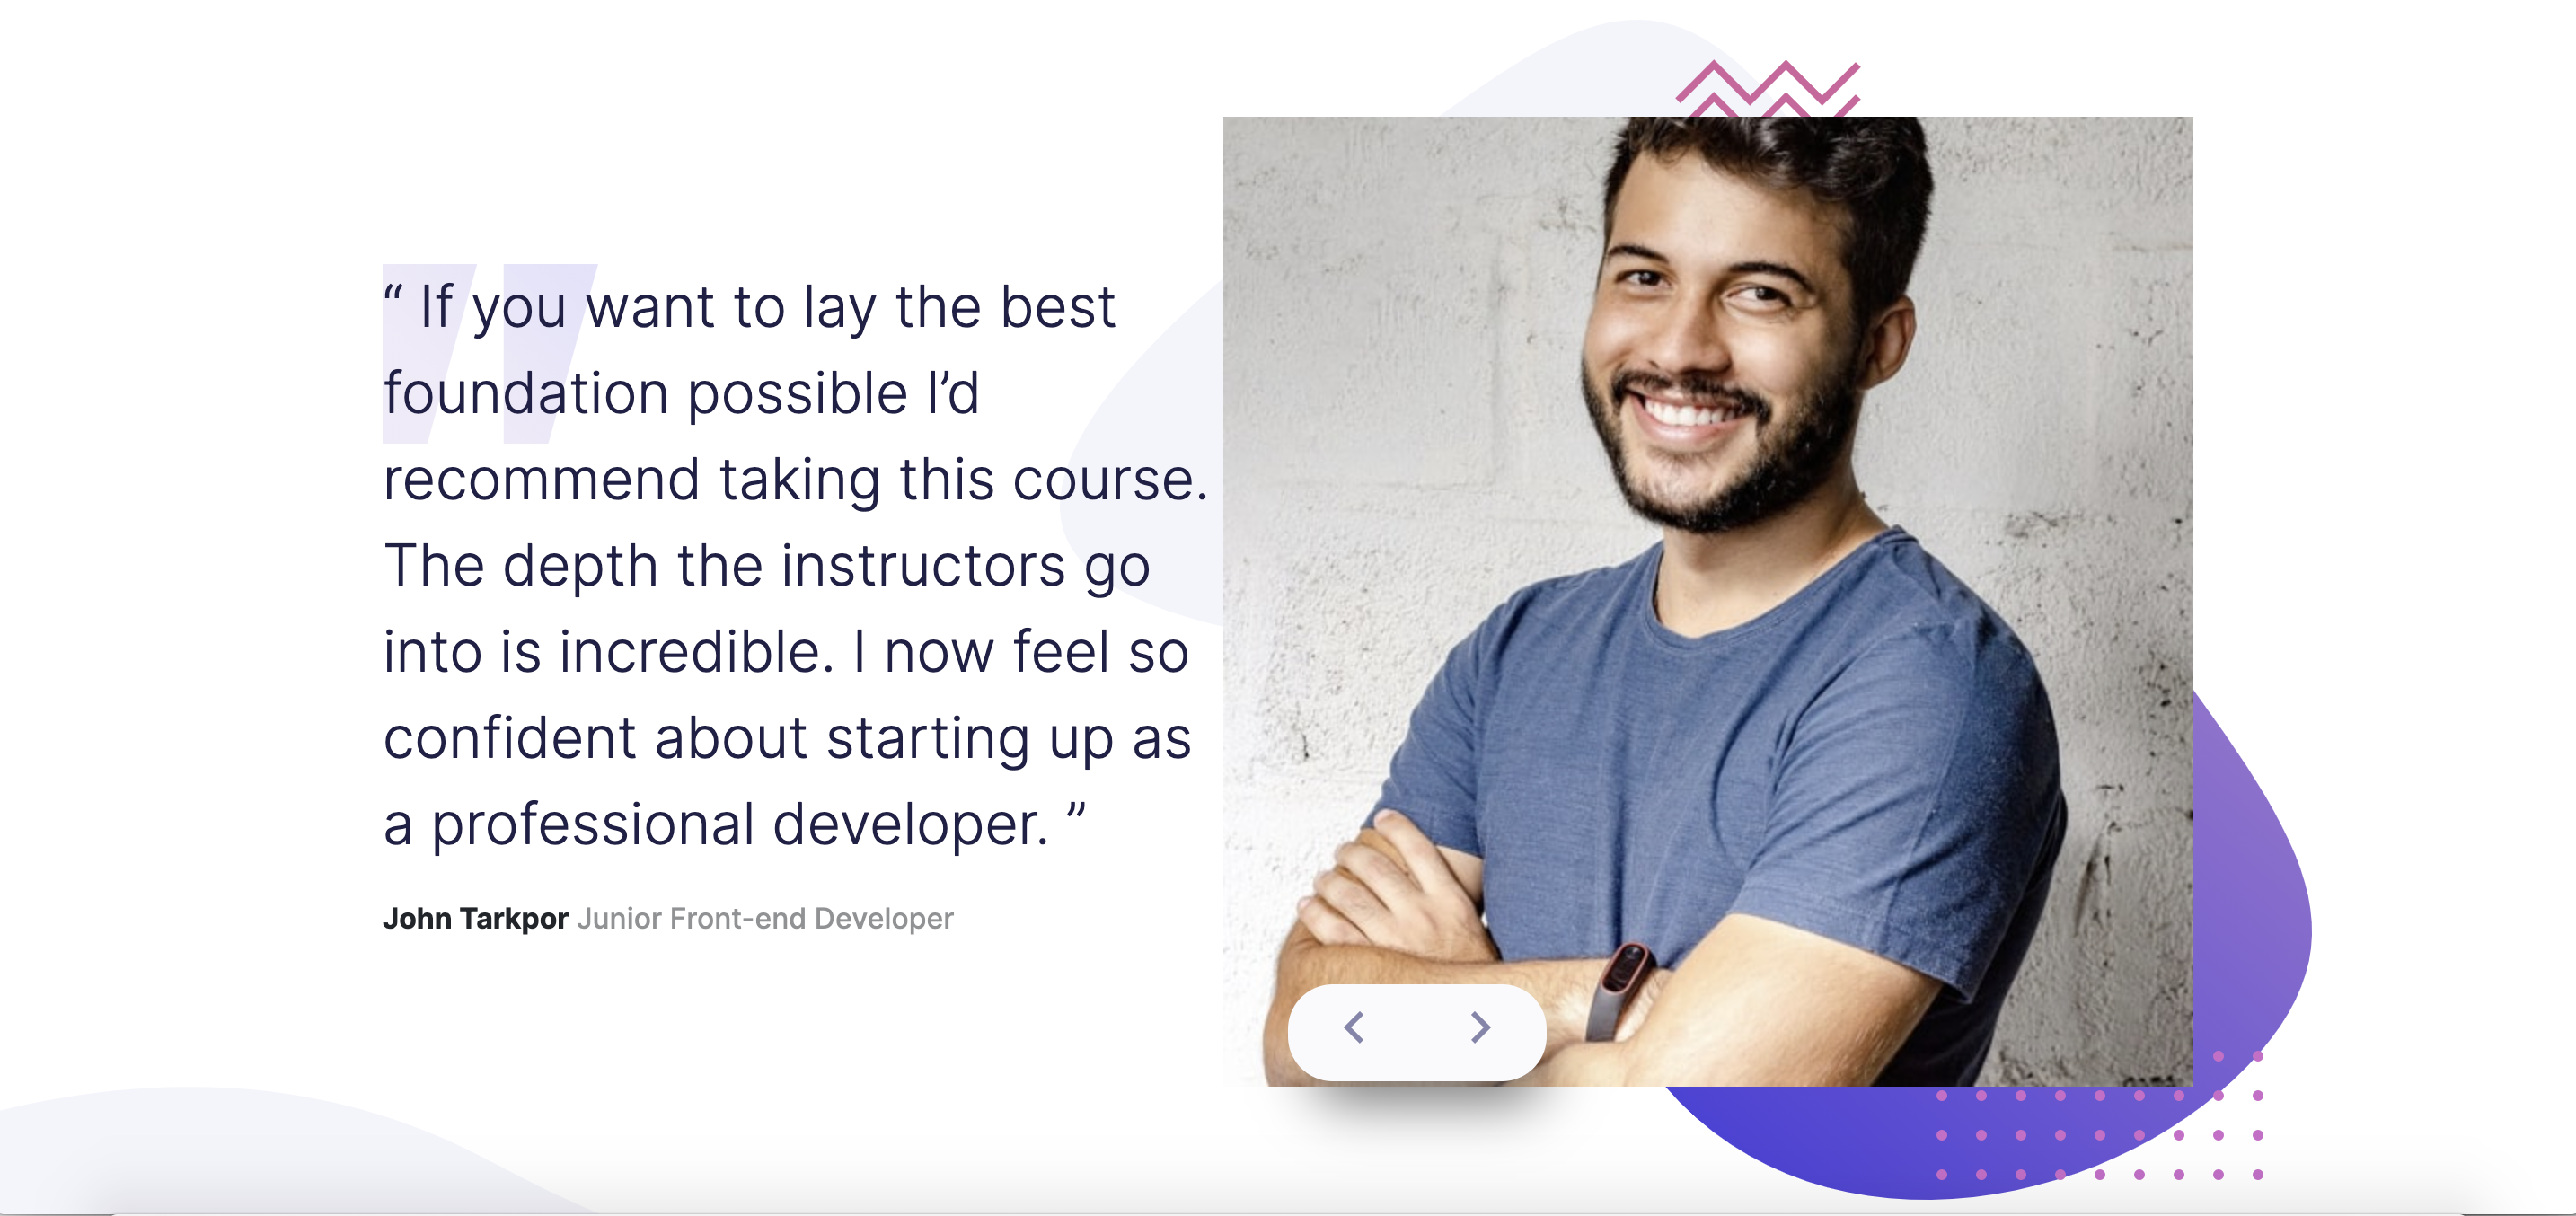 “ If you want to lay the best
foundation possible I’d
recommend taking this course.
The depth the instructors go
into is incredible. I now feel so
confident about starting up as
a professional developer. ”
John Tarkpor Junior Front-end Developer